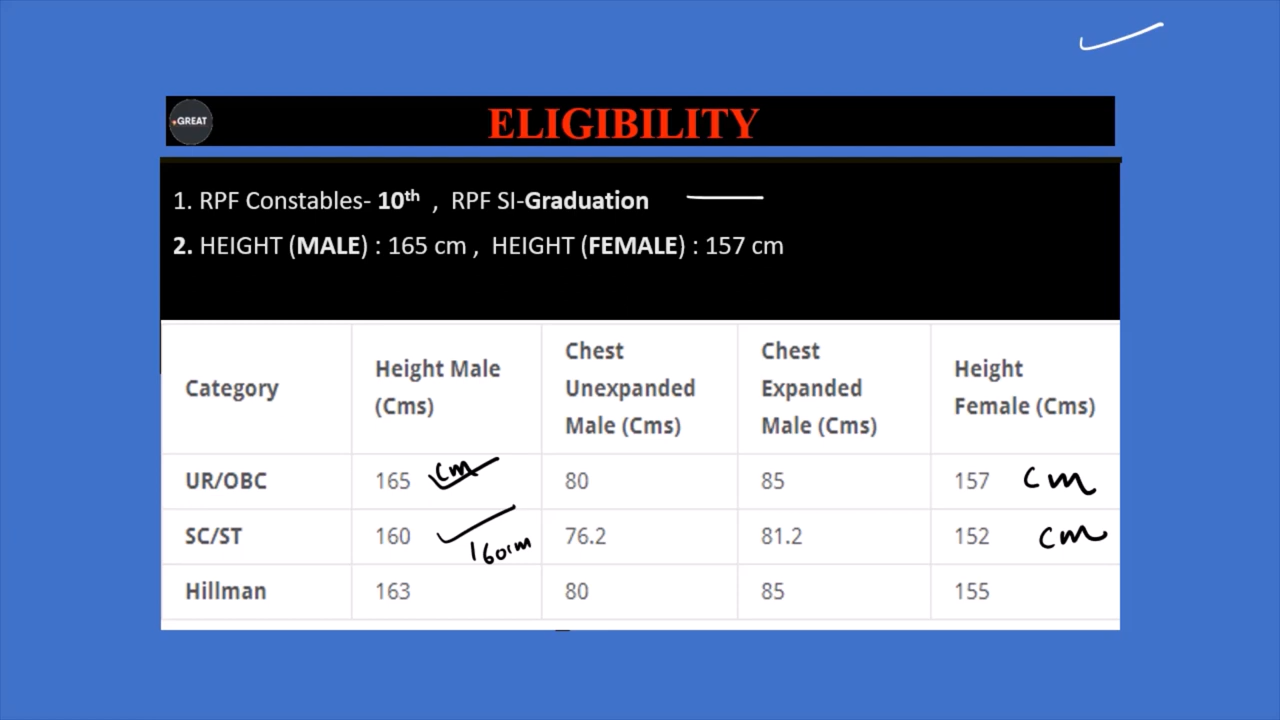 .GREAT
ELIGIBILITY
1. RPF Constables- 10th , RPF SI-Graduation
2. HEIGHT (MALE) : 165 cm , HEIGHT (FEMALE) : 157 cm
Category Height Male (Cms) Chest Unexpanded Male (Cms) Chest Expanded Male (Cms) Height Female (Cms)
UR/OBC 165 cm 80 85 157 cm
SC/ST 160 160cm 76.2 81.2 152 cm
Hillman 163 80 85 155